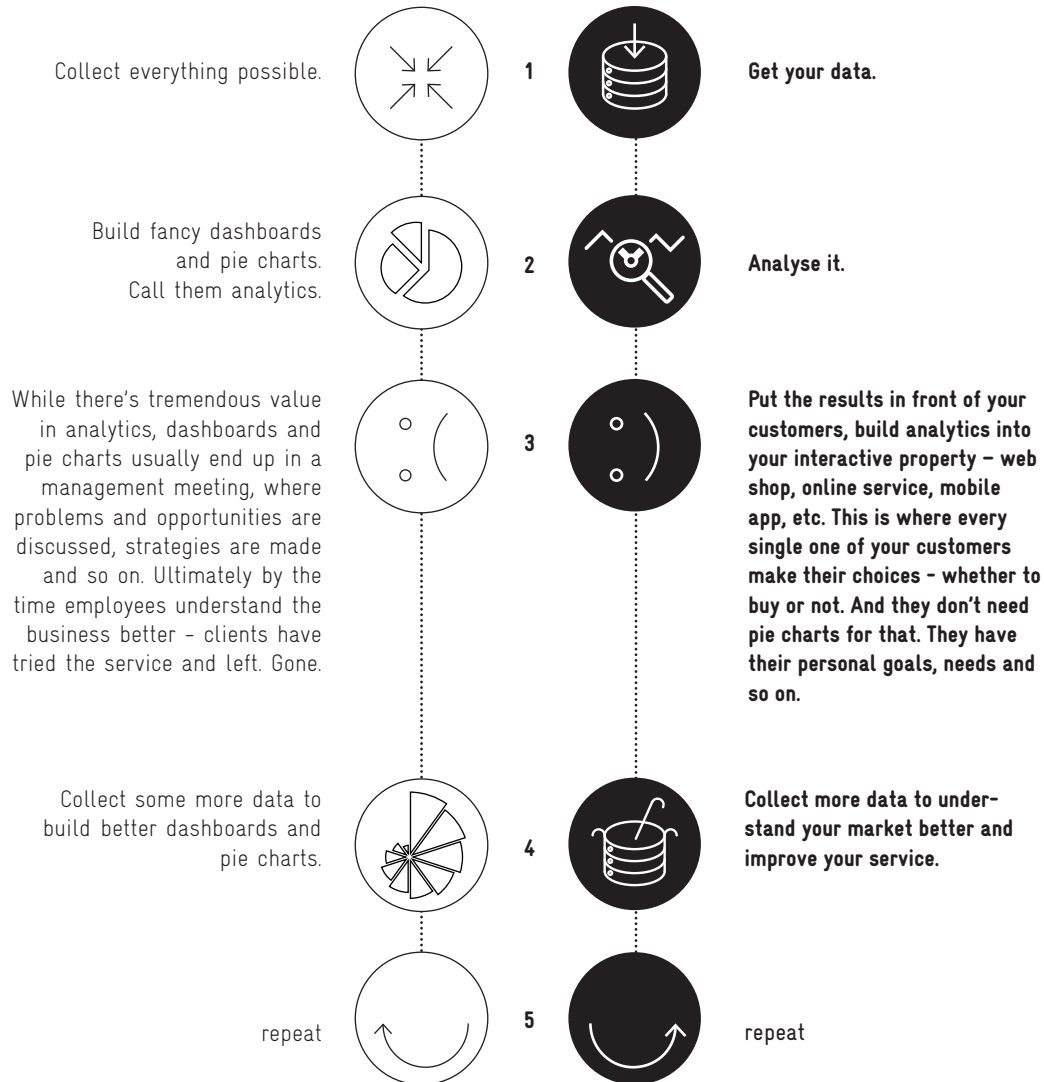 Collect everything possible.
1
Get your data.
Build fancy dashboards
and pie charts.
Call them analytics.
2
Analyse it.
While there's tremendous value
in analytics, dashboards and
pie charts usually end up in a
management meeting, where
problems and opportunities are
discussed, strategies are made
and so on. Ultimately by the
time employees understand the
business better - clients have
tried the service and left. Gone.
3
Put the results in front of your
customers, build analytics into
your interactive property – web
shop, online service, mobile
app, etc. This is where every
single one of your customers
make their choices - whether to
buy or not. And they don't need
pie charts for that. They have
their personal goals, needs and
so on.
Collect some more data to
build better dashboards and
pie charts.
4
Collect more data to under-
stand your market better and
improve your service.
repeat
5
repeat